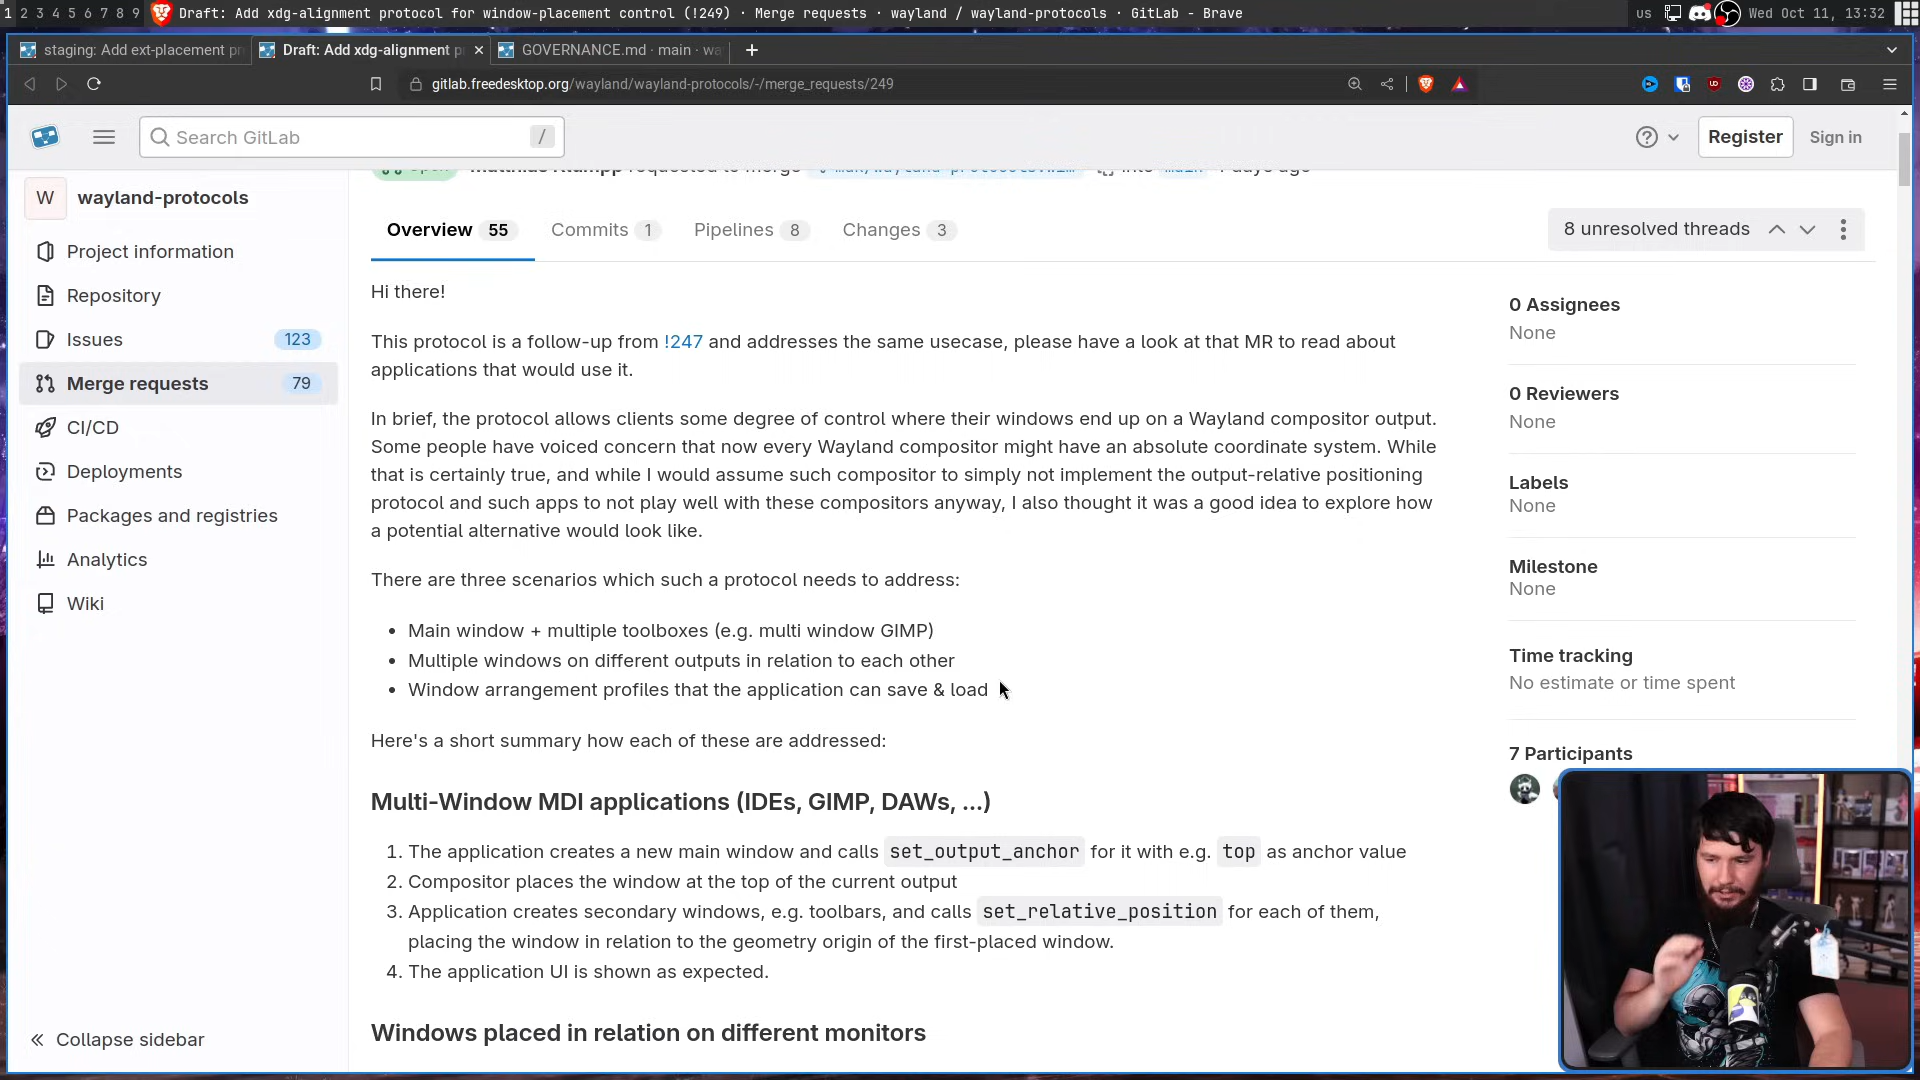 1 2 3 4 5 6 7 8 9 Draft: Add xdg-alignment protocol for window-placement control (!249) · Merge requests · wayland / wayland-protocols · GitLab - Brave us Wed Oct 11, 13:32
staging: Add ext-placement pr Draft: Add xdg-alignment p GOVERNANCE.md · main · wa
gitlab.freedesktop.org/wayland/wayland-protocols/-/merge_requests/249
Search GitLab / Register Sign in
requested to merge into main
W wayland-protocols
Project information
Repository
Issues 123
Merge requests 79
CI/CD
Deployments
Packages and registries
Analytics
Wiki
Collapse sidebar
Overview 55 Commits 1 Pipelines 8 Changes 3 8 unresolved threads
Hi there!
This protocol is a follow-up from !247 and addresses the same usecase, please have a look at that MR to read about
applications that would use it.
In brief, the protocol allows clients some degree of control where their windows end up on a Wayland compositor output.
Some people have voiced concern that now every Wayland compositor might have an absolute coordinate system. While
that is certainly true, and while I would assume such compositor to simply not implement the output-relative positioning
protocol and such apps to not play well with these compositors anyway, I also thought it was a good idea to explore how
a potential alternative would look like.
There are three scenarios which such a protocol needs to address:
• Main window + multiple toolboxes (e.g. multi window GIMP)
• Multiple windows on different outputs in relation to each other
• Window arrangement profiles that the application can save & load
Here's a short summary how each of these are addressed:
Multi-Window MDI applications (IDEs, GIMP, DAWs, ...)
1. The application creates a new main window and calls set_output_anchor for it with e.g. top as anchor value
2. Compositor places the window at the top of the current output
3. Application creates secondary windows, e.g. toolbars, and calls set_relative_position for each of them,
placing the window in relation to the geometry origin of the first-placed window.
4. The application UI is shown as expected.
Windows placed in relation on different monitors
0 Assignees
None
0 Reviewers
None
Labels
None
Milestone
None
Time tracking
No estimate or time spent
7 Participants